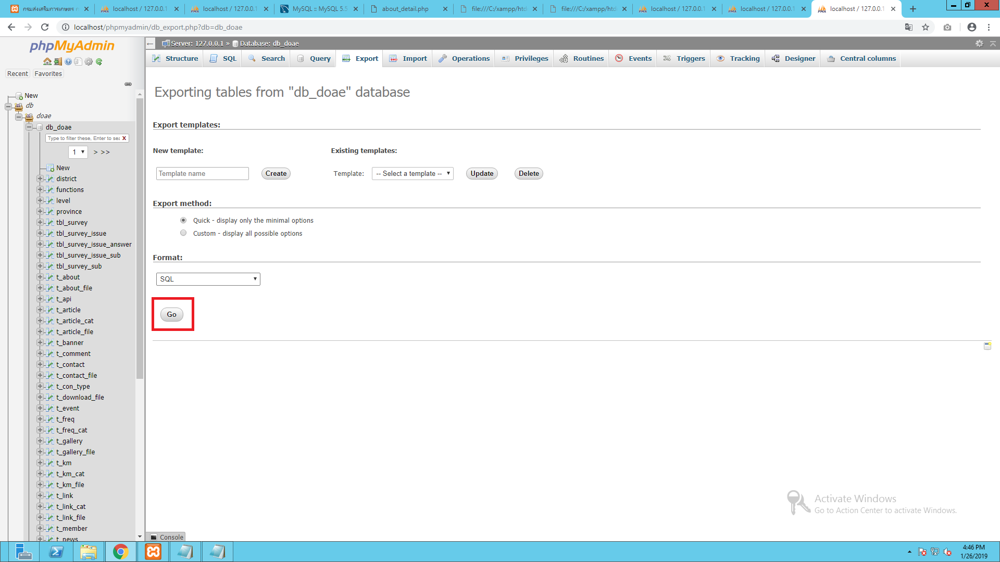 กรมส่งเสริมการเกษตร ก
localhost / 127.0.0.1
localhost / 127.0.0.1
MySQL :: MySQL 5.5
about_detail.php
file:///C:/xampp/htd
file:///C:/xampp/htd
localhost / 127.0.0.1
localhost / 127.0.0.1
localhost / 127.0.0.1
localhost/phpmyadmin/db_export.php?db=db_doae
phpMyAdmin
Recent Favorites
New
db
doae
db_doae
Type to filter these, Enter to sea X
1 > >>
New
district
functions
level
province
tbl_survey
tbl_survey_issue
tbl_survey_issue_answer
tbl_survey_issue_sub
tbl_survey_sub
t_about
t_about_file
t_api
t_article
t_article_cat
t_article_file
t_banner
t_comment
t_contact
t_contact_file
t_con_type
t_download_file
t_event
t_freq
t_freq_cat
t_gallery
t_gallery_file
t_km
t_km_cat
t_km_file
t_link
t_link_cat
t_link_file
t_member
t_news
Server: 127.0.0.1 » Database: db_doae
Structure SQL Search Query Export Import Operations Privileges Routines Events Triggers Tracking Designer Central columns
Exporting tables from "db_doae" database
Export templates:
New template: Existing templates:
Template name Create Template: -- Select a template -- Update Delete
Export method:
Quick - display only the minimal options
Custom - display all possible options
Format:
SQL
Go
Activate Windows
Go to Action Center to activate Windows.
Console
4:46 PM
1/26/2019